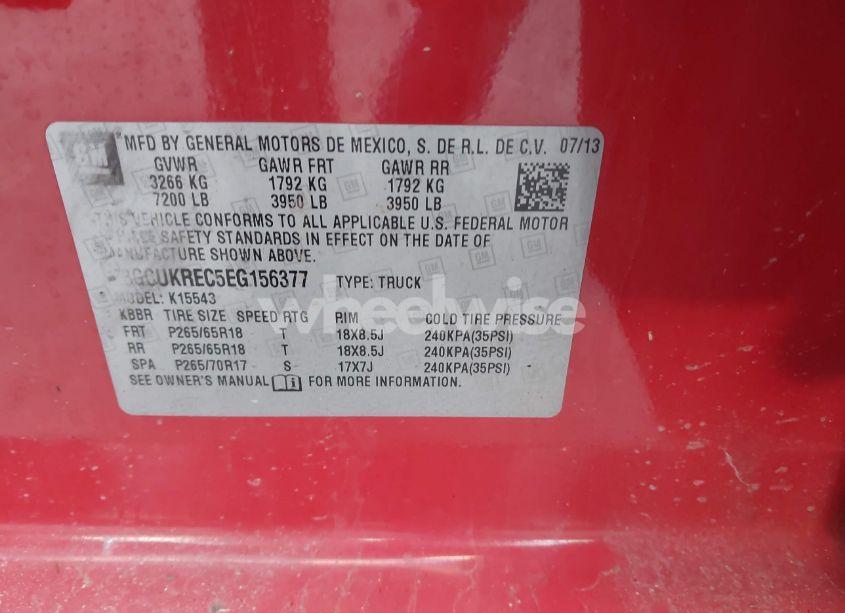 GM
MFD BY GENERAL MOTORS DE MEXICO, S. DE R.L. DE C.V. 07/13
GVWR GAWR FRT GAWR RR
3266 KG 1792 KG 1792 KG
7200 LB 3950 LB 3950 LB
THIS VEHICLE CONFORMS TO ALL APPLICABLE U.S. FEDERAL MOTOR
SAFETY STANDARDS IN EFFECT ON THE DATE OF
MANUFACTURE SHOWN ABOVE.
3GCUKREC5EG156377 TYPE: TRUCK
MODEL: K15543
KBBR TIRE SIZE SPEED RTG RIM COLD TIRE PRESSURE
FRT P265/65R18 T 18X8.5J 240KPA(35PSI)
RR P265/65R18 T 18X8.5J 240KPA(35PSI)
SPA P265/70R17 S 17X7J 240KPA(35PSI)
SEE OWNER'S MANUAL FOR MORE INFORMATION.
wheelwise